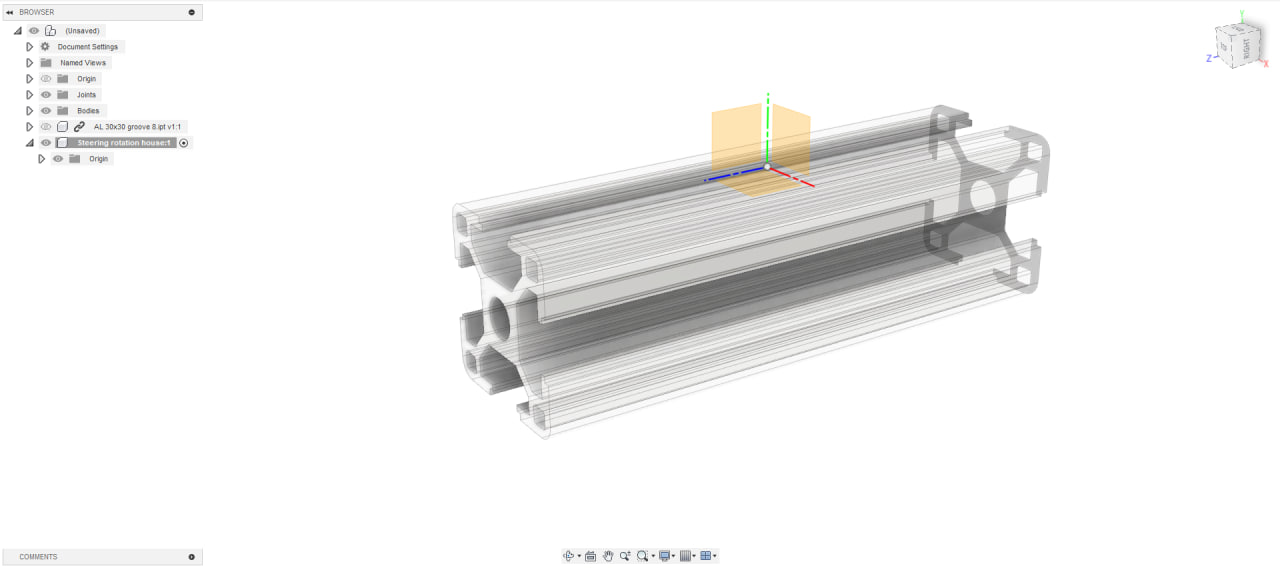 BROWSER
(Unsaved)
Document Settings
Named Views
Origin
Joints
Bodies
AL 30x30 groove 8.ipt v1:1
Steering rotation house:1
Origin
COMMENTS
Y
Z
X
RIGHT